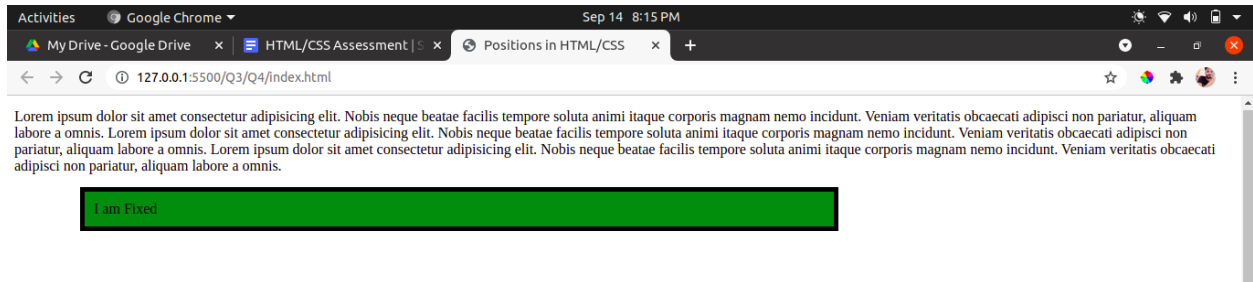 Activities Google Chrome Sep 14 8:15 PM
My Drive - Google Drive HTML/CSS Assessment | S Positions in HTML/CSS
127.0.0.1:5500/Q3/Q4/index.html
Lorem ipsum dolor sit amet consectetur adipisicing elit. Nobis neque beatae facilis tempore soluta animi itaque corporis magnam nemo incidunt. Veniam veritatis obcaecati adipisci non pariatur, aliquam
labore a omnis. Lorem ipsum dolor sit amet consectetur adipisicing elit. Nobis neque beatae facilis tempore soluta animi itaque corporis magnam nemo incidunt. Veniam veritatis obcaecati adipisci non
pariatur, aliquam labore a omnis. Lorem ipsum dolor sit amet consectetur adipisicing elit. Nobis neque beatae facilis tempore soluta animi itaque corporis magnam nemo incidunt. Veniam veritatis obcaecati
adipisci non pariatur, aliquam labore a omnis.
I am Fixed